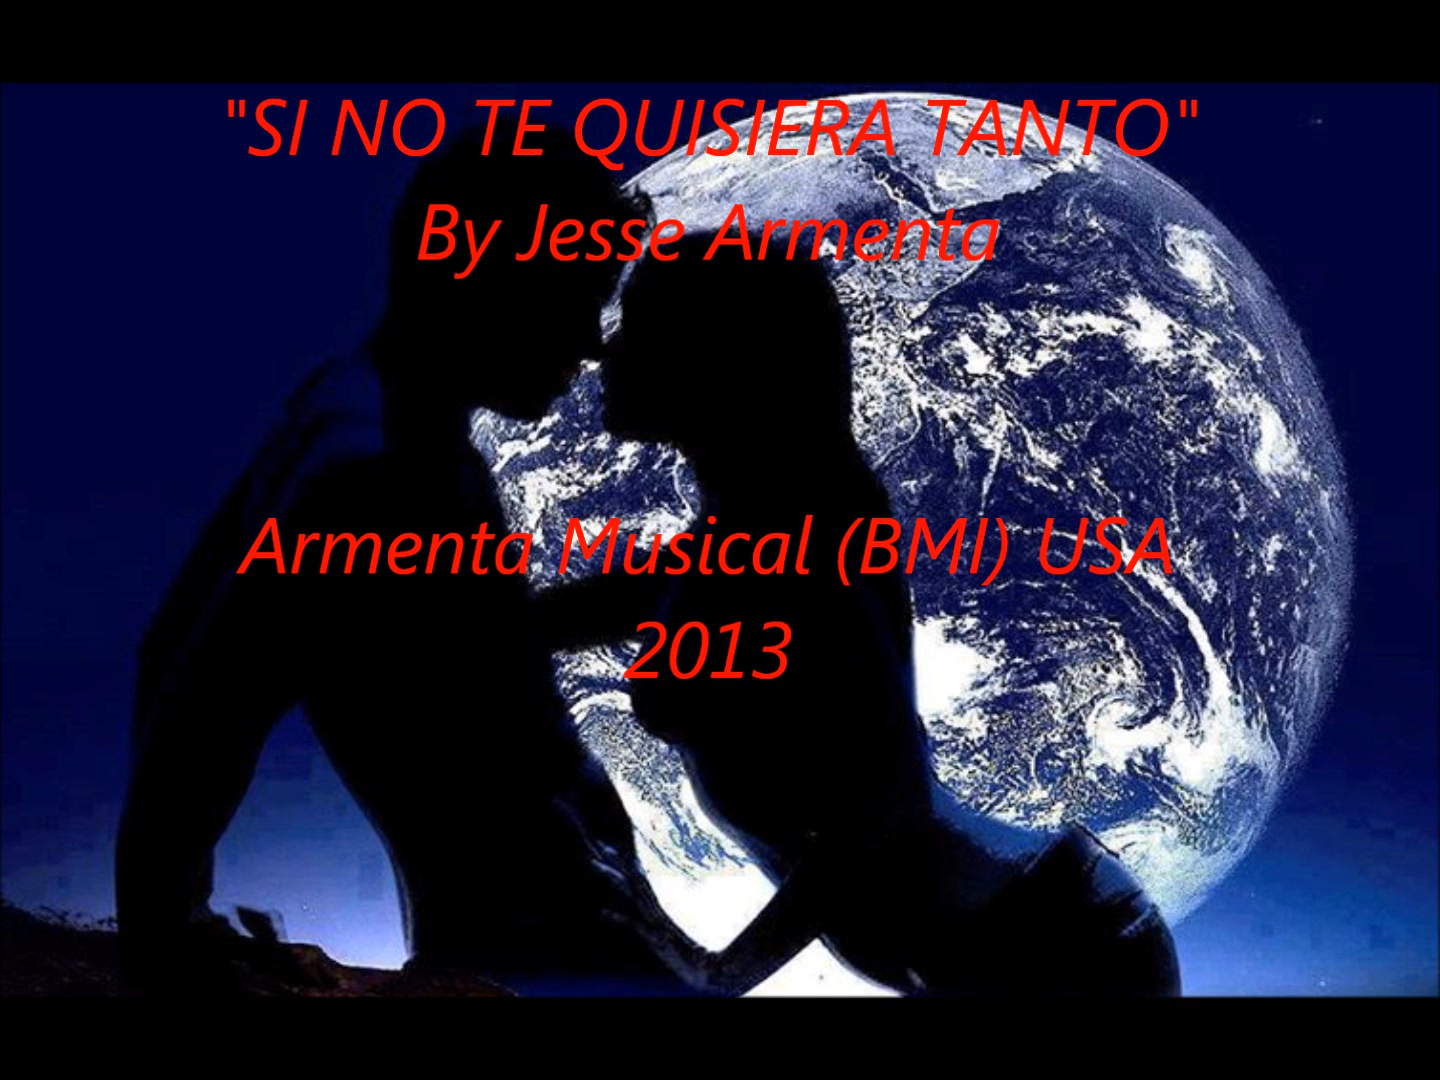 "SI NO TE QUISIERA TANTO"
By Jesse Armenta
Armenta Musical (BMI) USA
2013